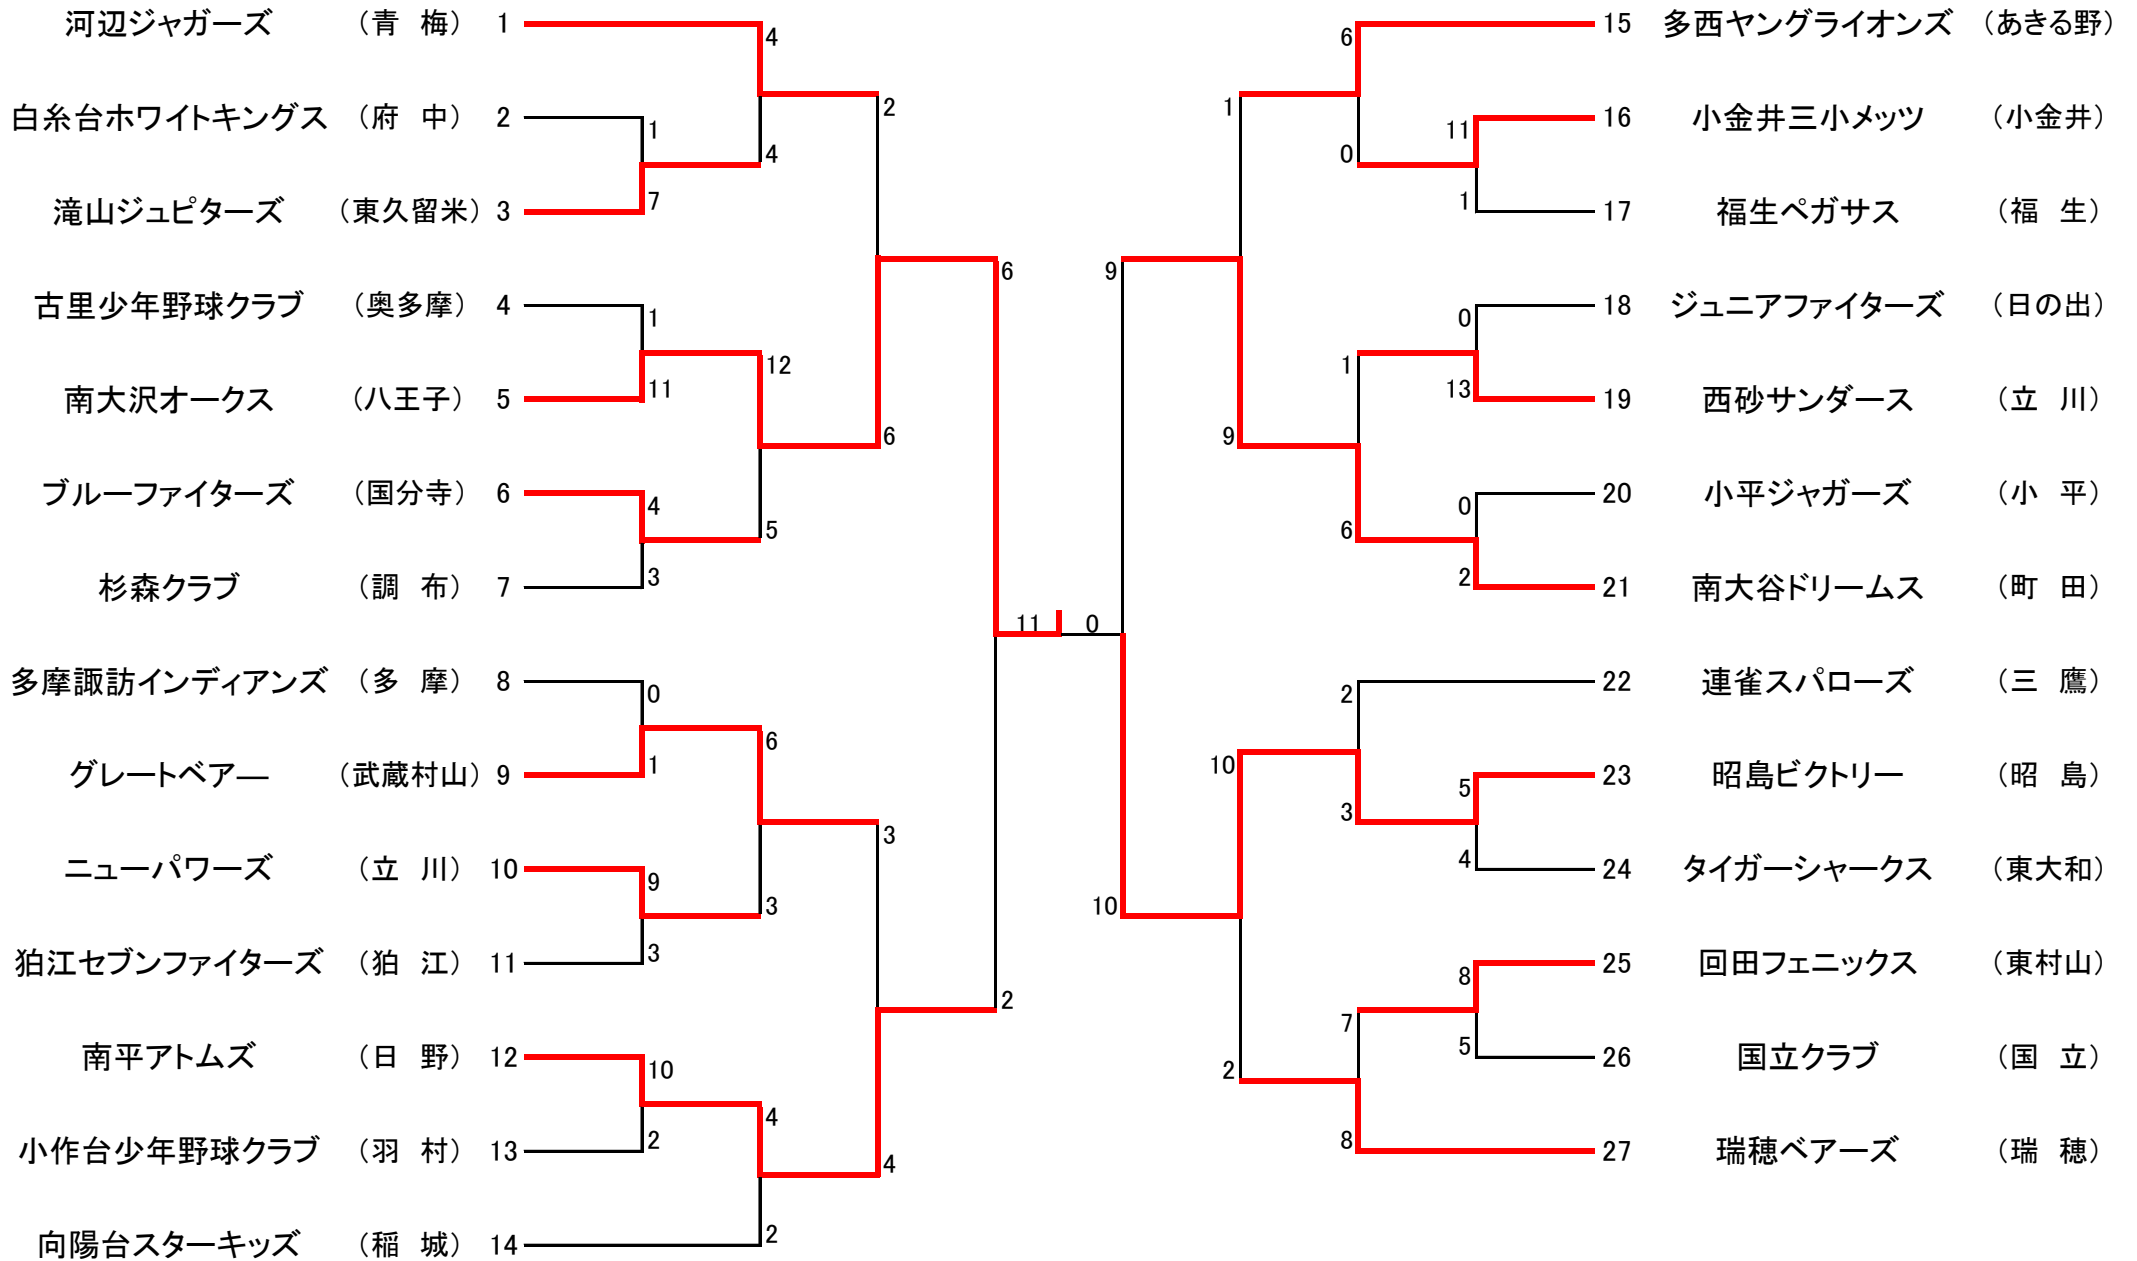 河辺ジャガーズ （青　梅） 1
白糸台ホワイトキングス （府　中） 2
滝山ジュピターズ （東久留米） 3
古里少年野球クラブ （奥多摩） 4
南大沢オークス （八王子） 5
ブルーファイターズ （国分寺） 6
杉森クラブ （調　布） 7
多摩諏訪インディアンズ （多　摩） 8
グレートベア― （武蔵村山） 9
ニューパワーズ （立　川） 10
狛江セブンファイターズ （狛　江） 11
南平アトムズ （日　野） 12
小作台少年野球クラブ （羽　村） 13
向陽台スターキッズ （稲　城） 14
1
7
1
11
4
3
0
1
9
3
10
2
4
4
12
5
6
3
4
2
2
6
3
4
6
2
11 0
9
10
1
9
10
2
6
0
1
6
2
3
7
8
11
1
0
13
0
2
5
4
8
5
15 多西ヤングライオンズ （あきる野）
16 小金井三小メッツ （小金井）
17 福生ペガサス （福　生）
18 ジュニアファイターズ （日の出）
19 西砂サンダース （立　川）
20 小平ジャガーズ （小　平）
21 南大谷ドリームス （町　田）
22 連雀スパローズ （三　鷹）
23 昭島ビクトリー （昭　島）
24 タイガーシャークス （東大和）
25 回田フェニックス （東村山）
26 国立クラブ （国　立）
27 瑞穂ベアーズ （瑞　穂）